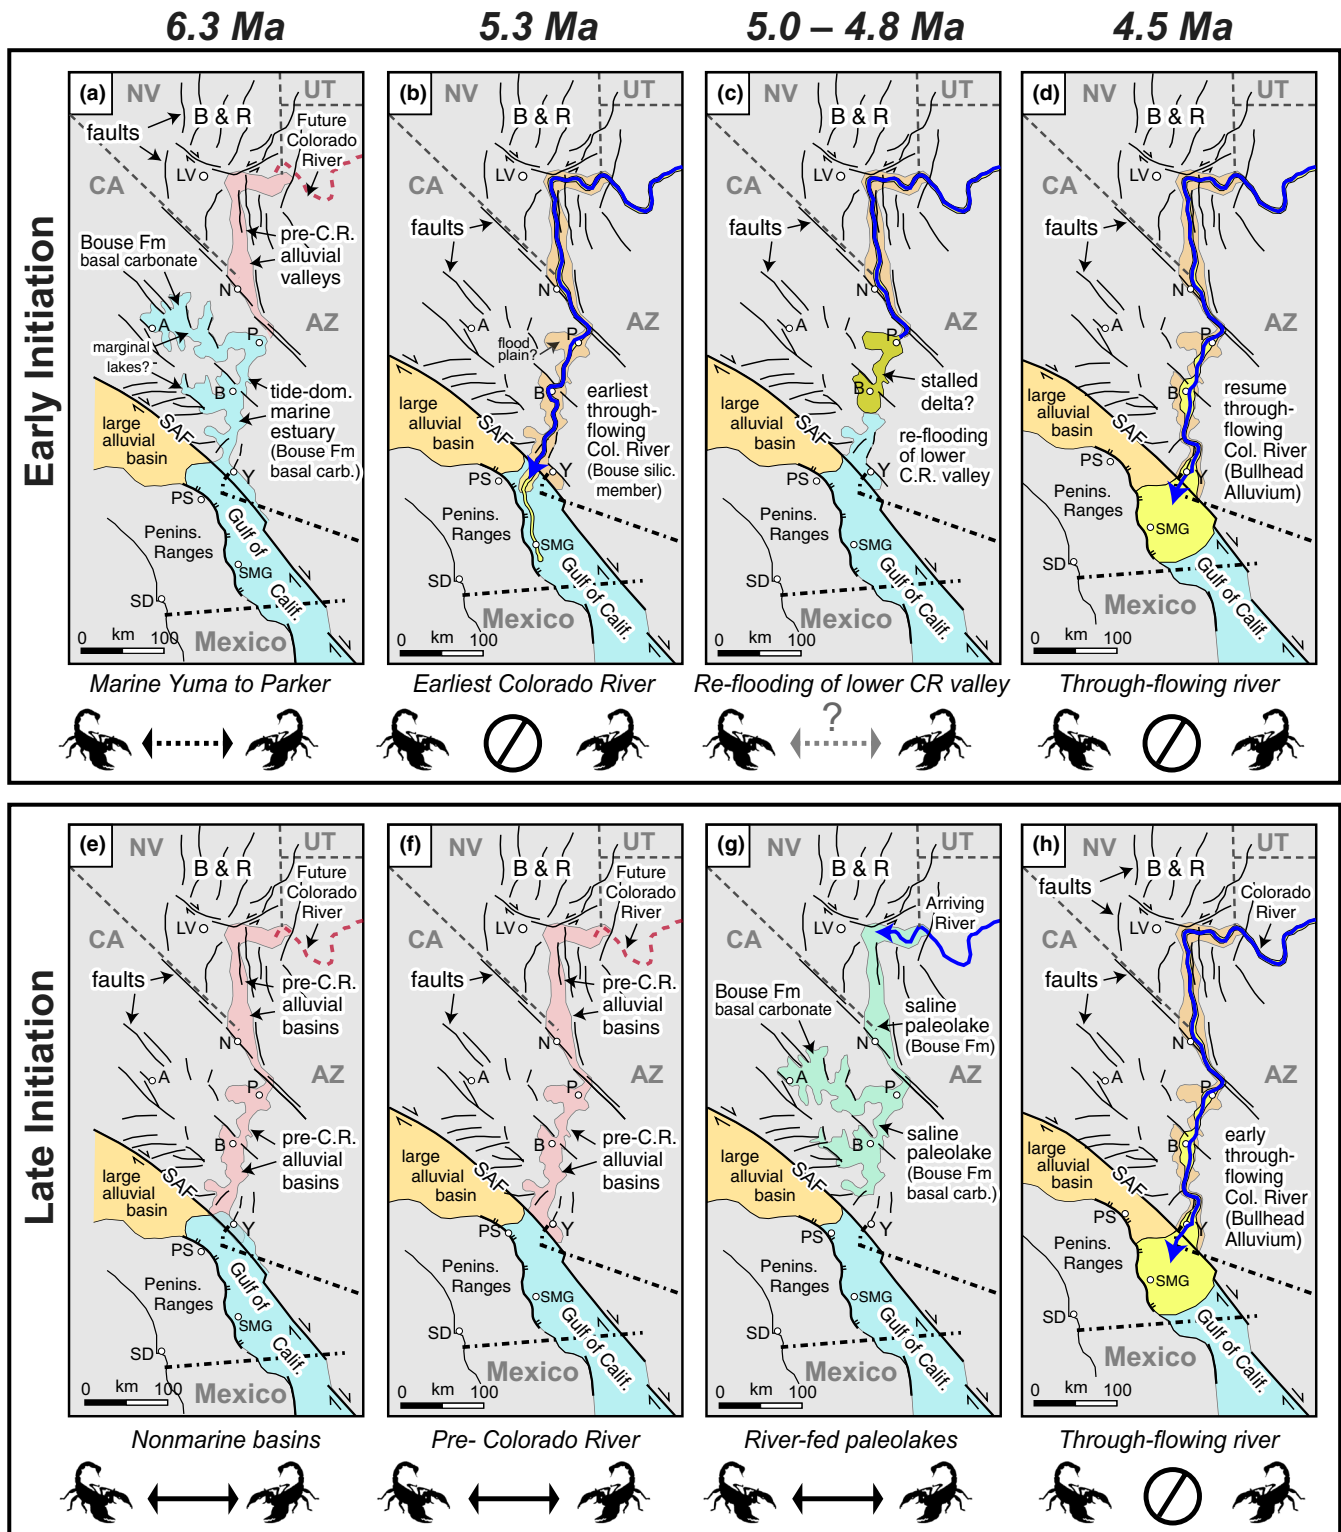 6.3 Ma
5.3 Ma
5.0 – 4.8 Ma
4.5 Ma
Early Initiation
(a)
NV
UT
B & R
faults
Future
Colorado
River
LV
CA
Bouse Fm
basal carbonate
pre-C.R.
alluvial
valleys
N
AZ
A
P
marginal
lakes?
B
tide-dom.
marine
estuary
(Bouse Fm
basal carb.)
large
alluvial
basin
SAF
Y
PS
Gulf of
Calif.
Penins.
Ranges
SMG
SD
Mexico
0 km 100
Marine Yuma to Parker
(b)
NV
UT
B & R
LV
CA
faults
N
AZ
A
P
flood
plain?
B
earliest
through-
flowing
Col. River
(Bouse silic.
member)
large
alluvial
basin
SAF
Y
PS
Penins.
Ranges
SMG
Gulf of Calif.
SD
Mexico
0 km 100
Earliest Colorado River
(c)
NV
UT
B & R
LV
CA
faults
N
AZ
A
P
B
stalled
delta?
re-flooding
of lower
C.R. valley
large
alluvial
basin
SAF
Y
PS
Penins.
Ranges
SMG
Gulf of Calif.
SD
Mexico
0 km 100
Re-flooding of lower CR valley
?
(d)
NV
UT
B & R
LV
CA
faults
N
AZ
A
P
B
resume
through-
flowing
Col. River
(Bullhead
Alluvium)
large
alluvial
basin
SAF
Y
PS
Penins.
Ranges
SMG
Gulf of Calif.
SD
Mexico
0 km 100
Through-flowing river
Late Initiation
(e)
NV
UT
B & R
Future
Colorado
River
LV
CA
faults
pre-C.R.
alluvial
basins
N
AZ
A
P
B
pre-C.R.
alluvial
basins
large
alluvial
basin
SAF
Y
PS
Gulf of
Calif.
Penins.
Ranges
SMG
SD
Mexico
0 km 100
Nonmarine basins
(f)
NV
UT
B & R
Future
Colorado
River
LV
CA
faults
pre-C.R.
alluvial
basins
N
AZ
A
P
B
pre-C.R.
alluvial
basins
large
alluvial
basin
SAF
Y
PS
Penins.
Ranges
SMG
Gulf of Calif.
SD
Mexico
0 km 100
Pre- Colorado River
(g)
NV
UT
B & R
Arriving
River
LV
CA
Bouse Fm
basal carbonate
saline
paleolake
(Bouse Fm)
N
AZ
A
P
B
saline
paleolake
(Bouse Fm
basal carb.)
large
alluvial
basin
SAF
Y
PS
Penins.
Ranges
SMG
Gulf of Calif.
SD
Mexico
0 km 100
River-fed paleolakes
(h)
NV
UT
B & R
faults
Colorado
River
LV
CA
faults
N
AZ
A
P
B
early
through-
flowing
Col. River
(Bullhead
Alluvium)
large
alluvial
basin
SAF
Y
PS
Penins.
Ranges
SMG
Gulf of Calif.
SD
Mexico
0 km 100
Through-flowing river